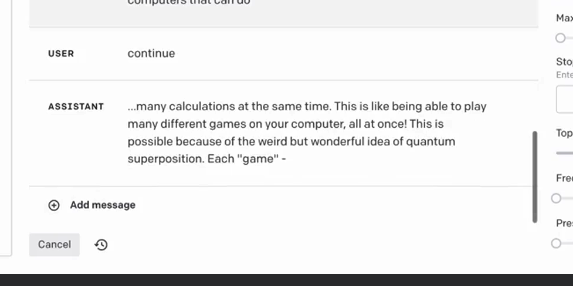 computers that can do
USER continue
ASSISTANT ...many calculations at the same time. This is like being able to play
many different games on your computer, all at once! This is
possible because of the weird but wonderful idea of quantum
superposition. Each "game" -
Add message
Cancel
Max
Sto
Ente
Top
Fre
Pre